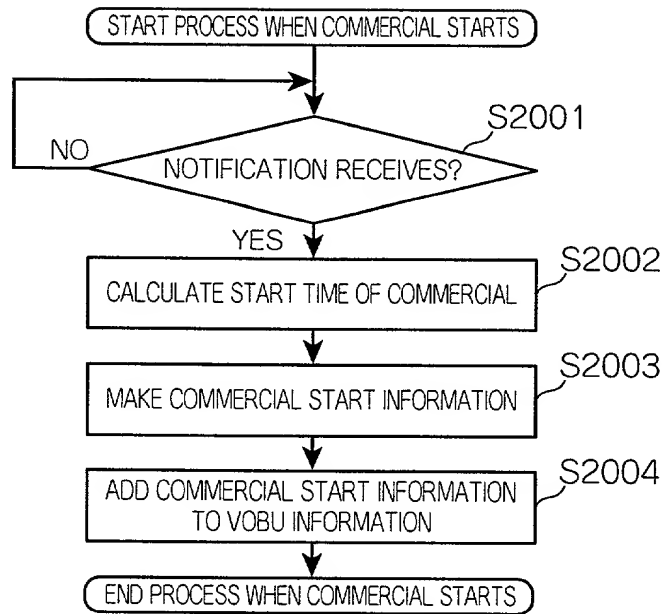 START PROCESS WHEN COMMERCIAL STARTS
S2001
NO
NOTIFICATION RECEIVES?
YES
S2002
CALCULATE START TIME OF COMMERCIAL
S2003
MAKE COMMERCIAL START INFORMATION
S2004
ADD COMMERCIAL START INFORMATION
TO VOBU INFORMATION
END PROCESS WHEN COMMERCIAL STARTS